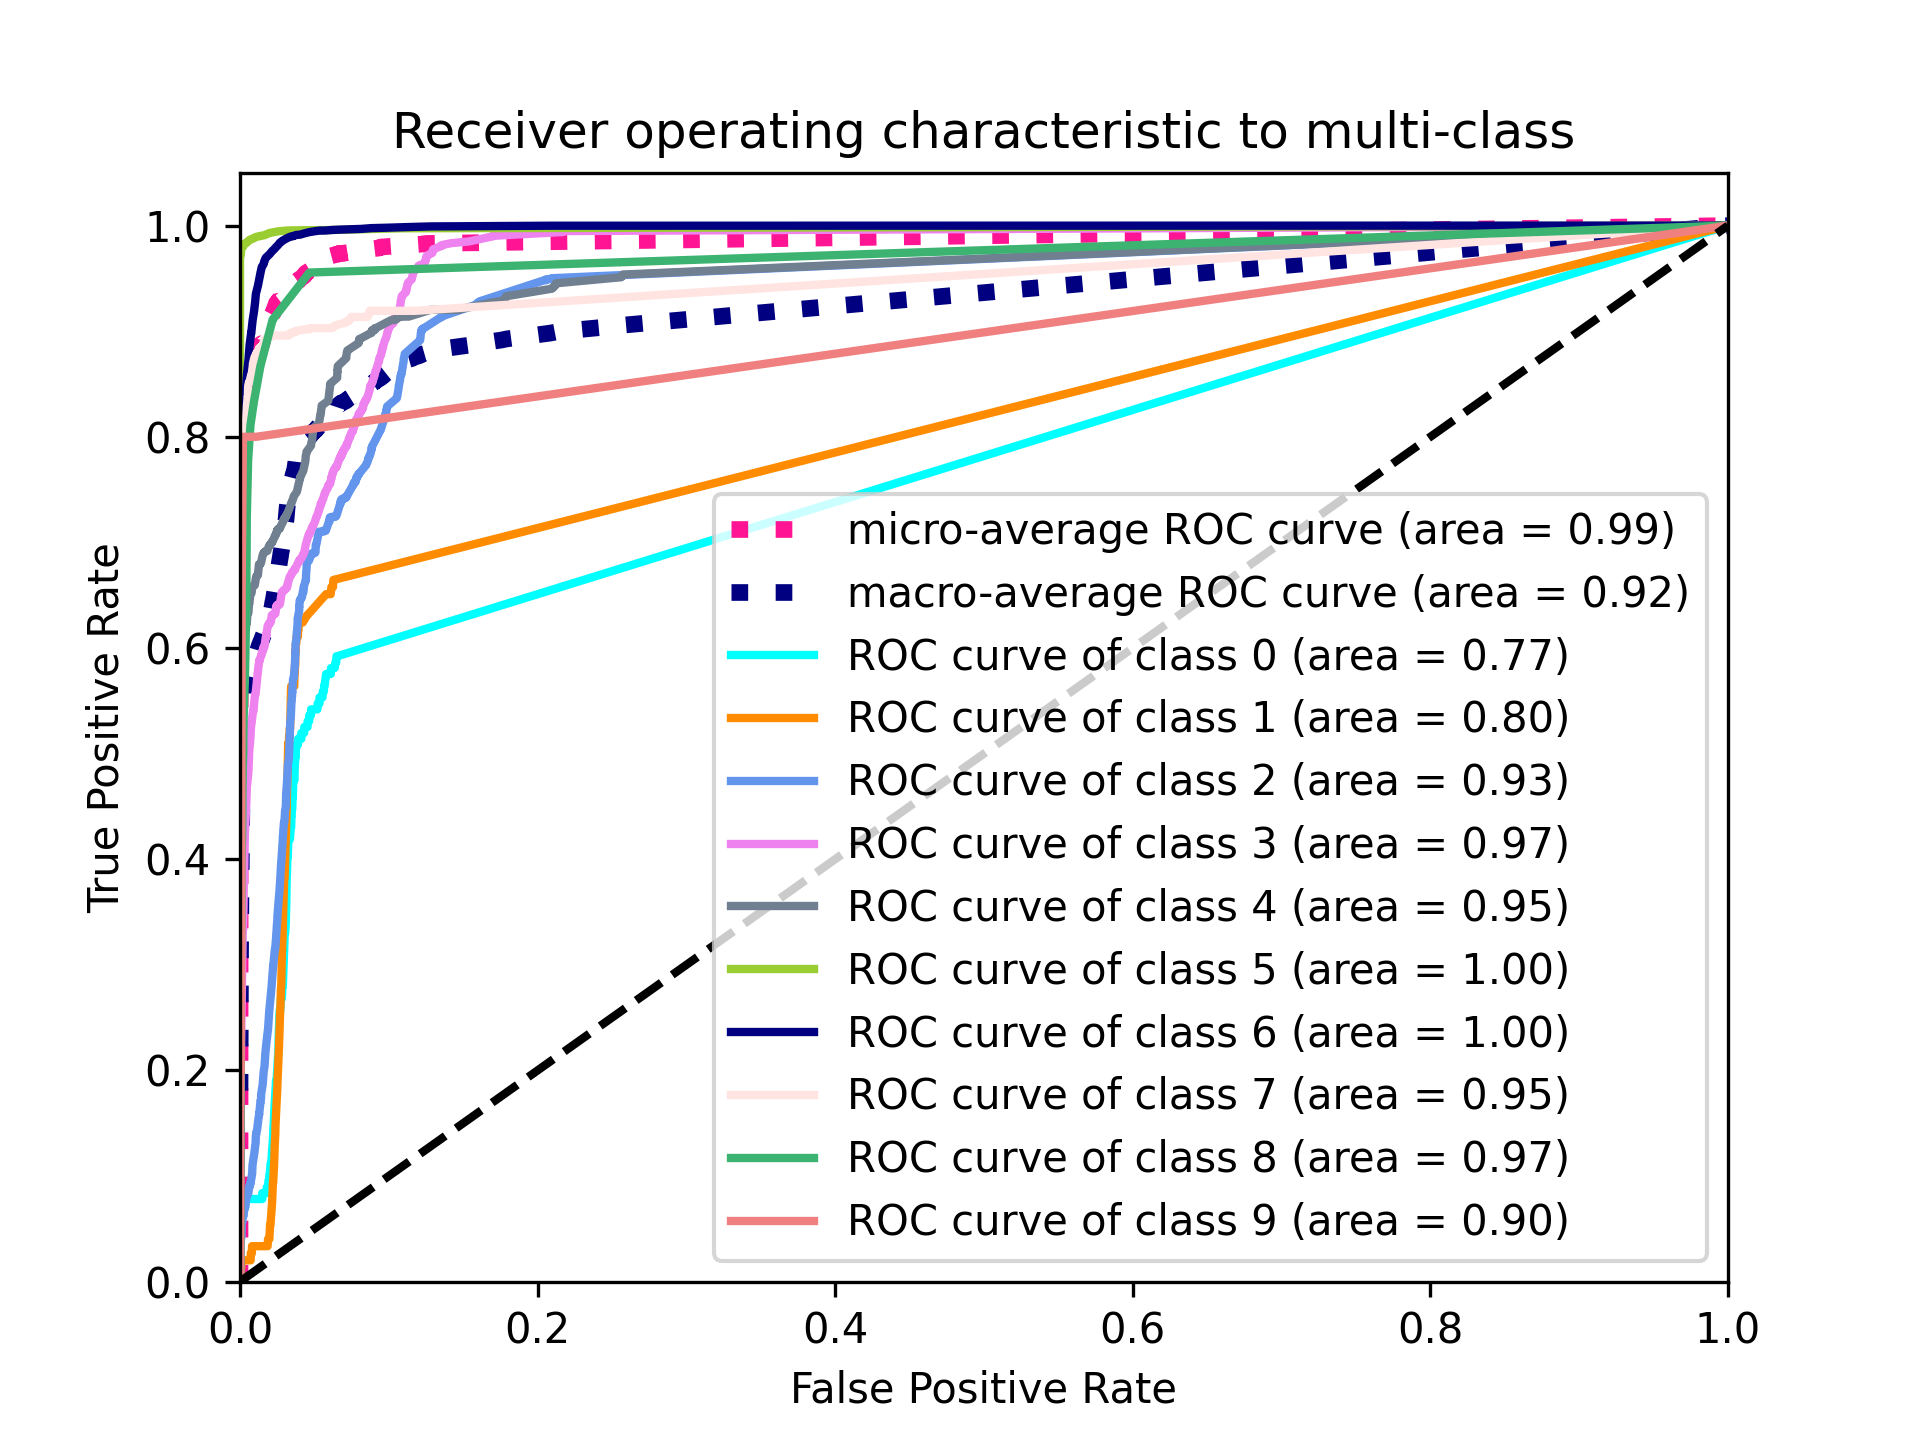 Receiver operating characteristic to multi-class
1.0
0.8
0.6
0.4
0.2
0.0
True Positive Rate
micro-average ROC curve (area = 0.99)
macro-average ROC curve (area = 0.92)
ROC curve of class 0 (area = 0.77)
ROC curve of class 1 (area = 0.80)
ROC curve of class 2 (area = 0.93)
ROC curve of class 3 (area = 0.97)
ROC curve of class 4 (area = 0.95)
ROC curve of class 5 (area = 1.00)
ROC curve of class 6 (area = 1.00)
ROC curve of class 7 (area = 0.95)
ROC curve of class 8 (area = 0.97)
ROC curve of class 9 (area = 0.90)
0.0 0.2 0.4 0.6 0.8 1.0
False Positive Rate